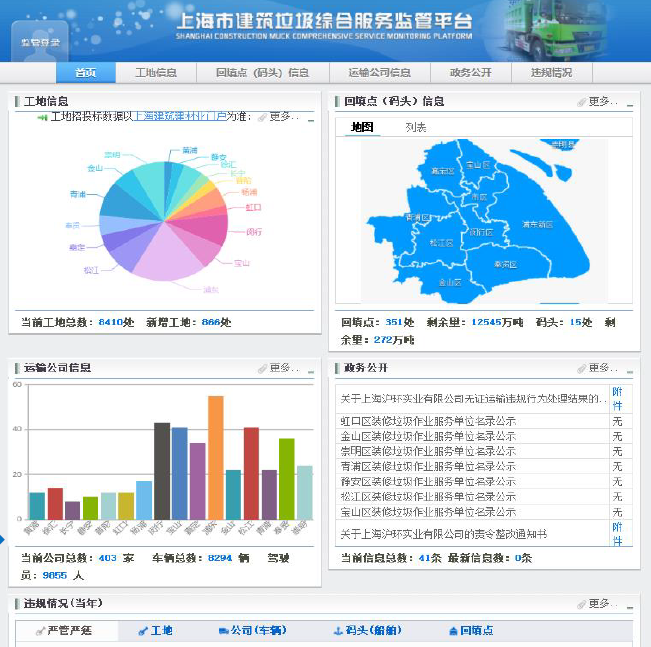 上海市建筑垃圾综合服务监管平台
SHANGHAI CONSTRUCTION MUCK COMPREHENSIVE SERVICE MONITORING PLATFORM
监管登录
首页 工地信息 回填点（码头）信息 运输公司信息 政务公开 违规情况
工地信息
工地招投标数据以上海建筑建材业门户为准； 更多..
崇明 黄浦
静安
金山 徐汇
长宁
普陀
青浦 杨浦
虹口
奉贤
闵行
嘉定
宝山
松江
浦东
当前工地总数：8410处 新增工地：866处
回填点（码头）信息 更多..
地图 列表
崇明县
宝山区
嘉定区
市区
青浦区 浦东新区
闵行区
松江区
奉贤区
金山区
回填点：351处 剩余量：12545万吨 码头：15处 剩
余量：272万吨
运输公司信息 更多..
60
40
20
0
黄浦 徐汇 长宁 静安 普陀 虹口 杨浦 闵行 宝山 嘉定 浦东 金山 松江 青浦 奉贤 崇明
当前公司总数：403 家 车辆总数：8294 辆 驾驶
员：9855 人
政务公开 更多..
关于上海沪环实业有限公司无证运输违规行为处理结果的.. 附件
虹口区装修垃圾作业服务单位名录公示 无
金山区装修垃圾作业服务单位名录公示 无
崇明区装修垃圾作业服务单位名录公示 无
青浦区装修垃圾作业服务单位名录公示 无
静安区装修垃圾作业服务单位名录公示 无
松江区装修垃圾作业服务单位名录公示 无
宝山区装修垃圾作业服务单位名录公示 无
关于上海沪环实业有限公司的责令整改通知书 附件
当前信息总数：41条 最新信息数：0条
违规情况(当年) 更多..
严管严惩 工地 公司(车辆) 码头(船舶) 回填点